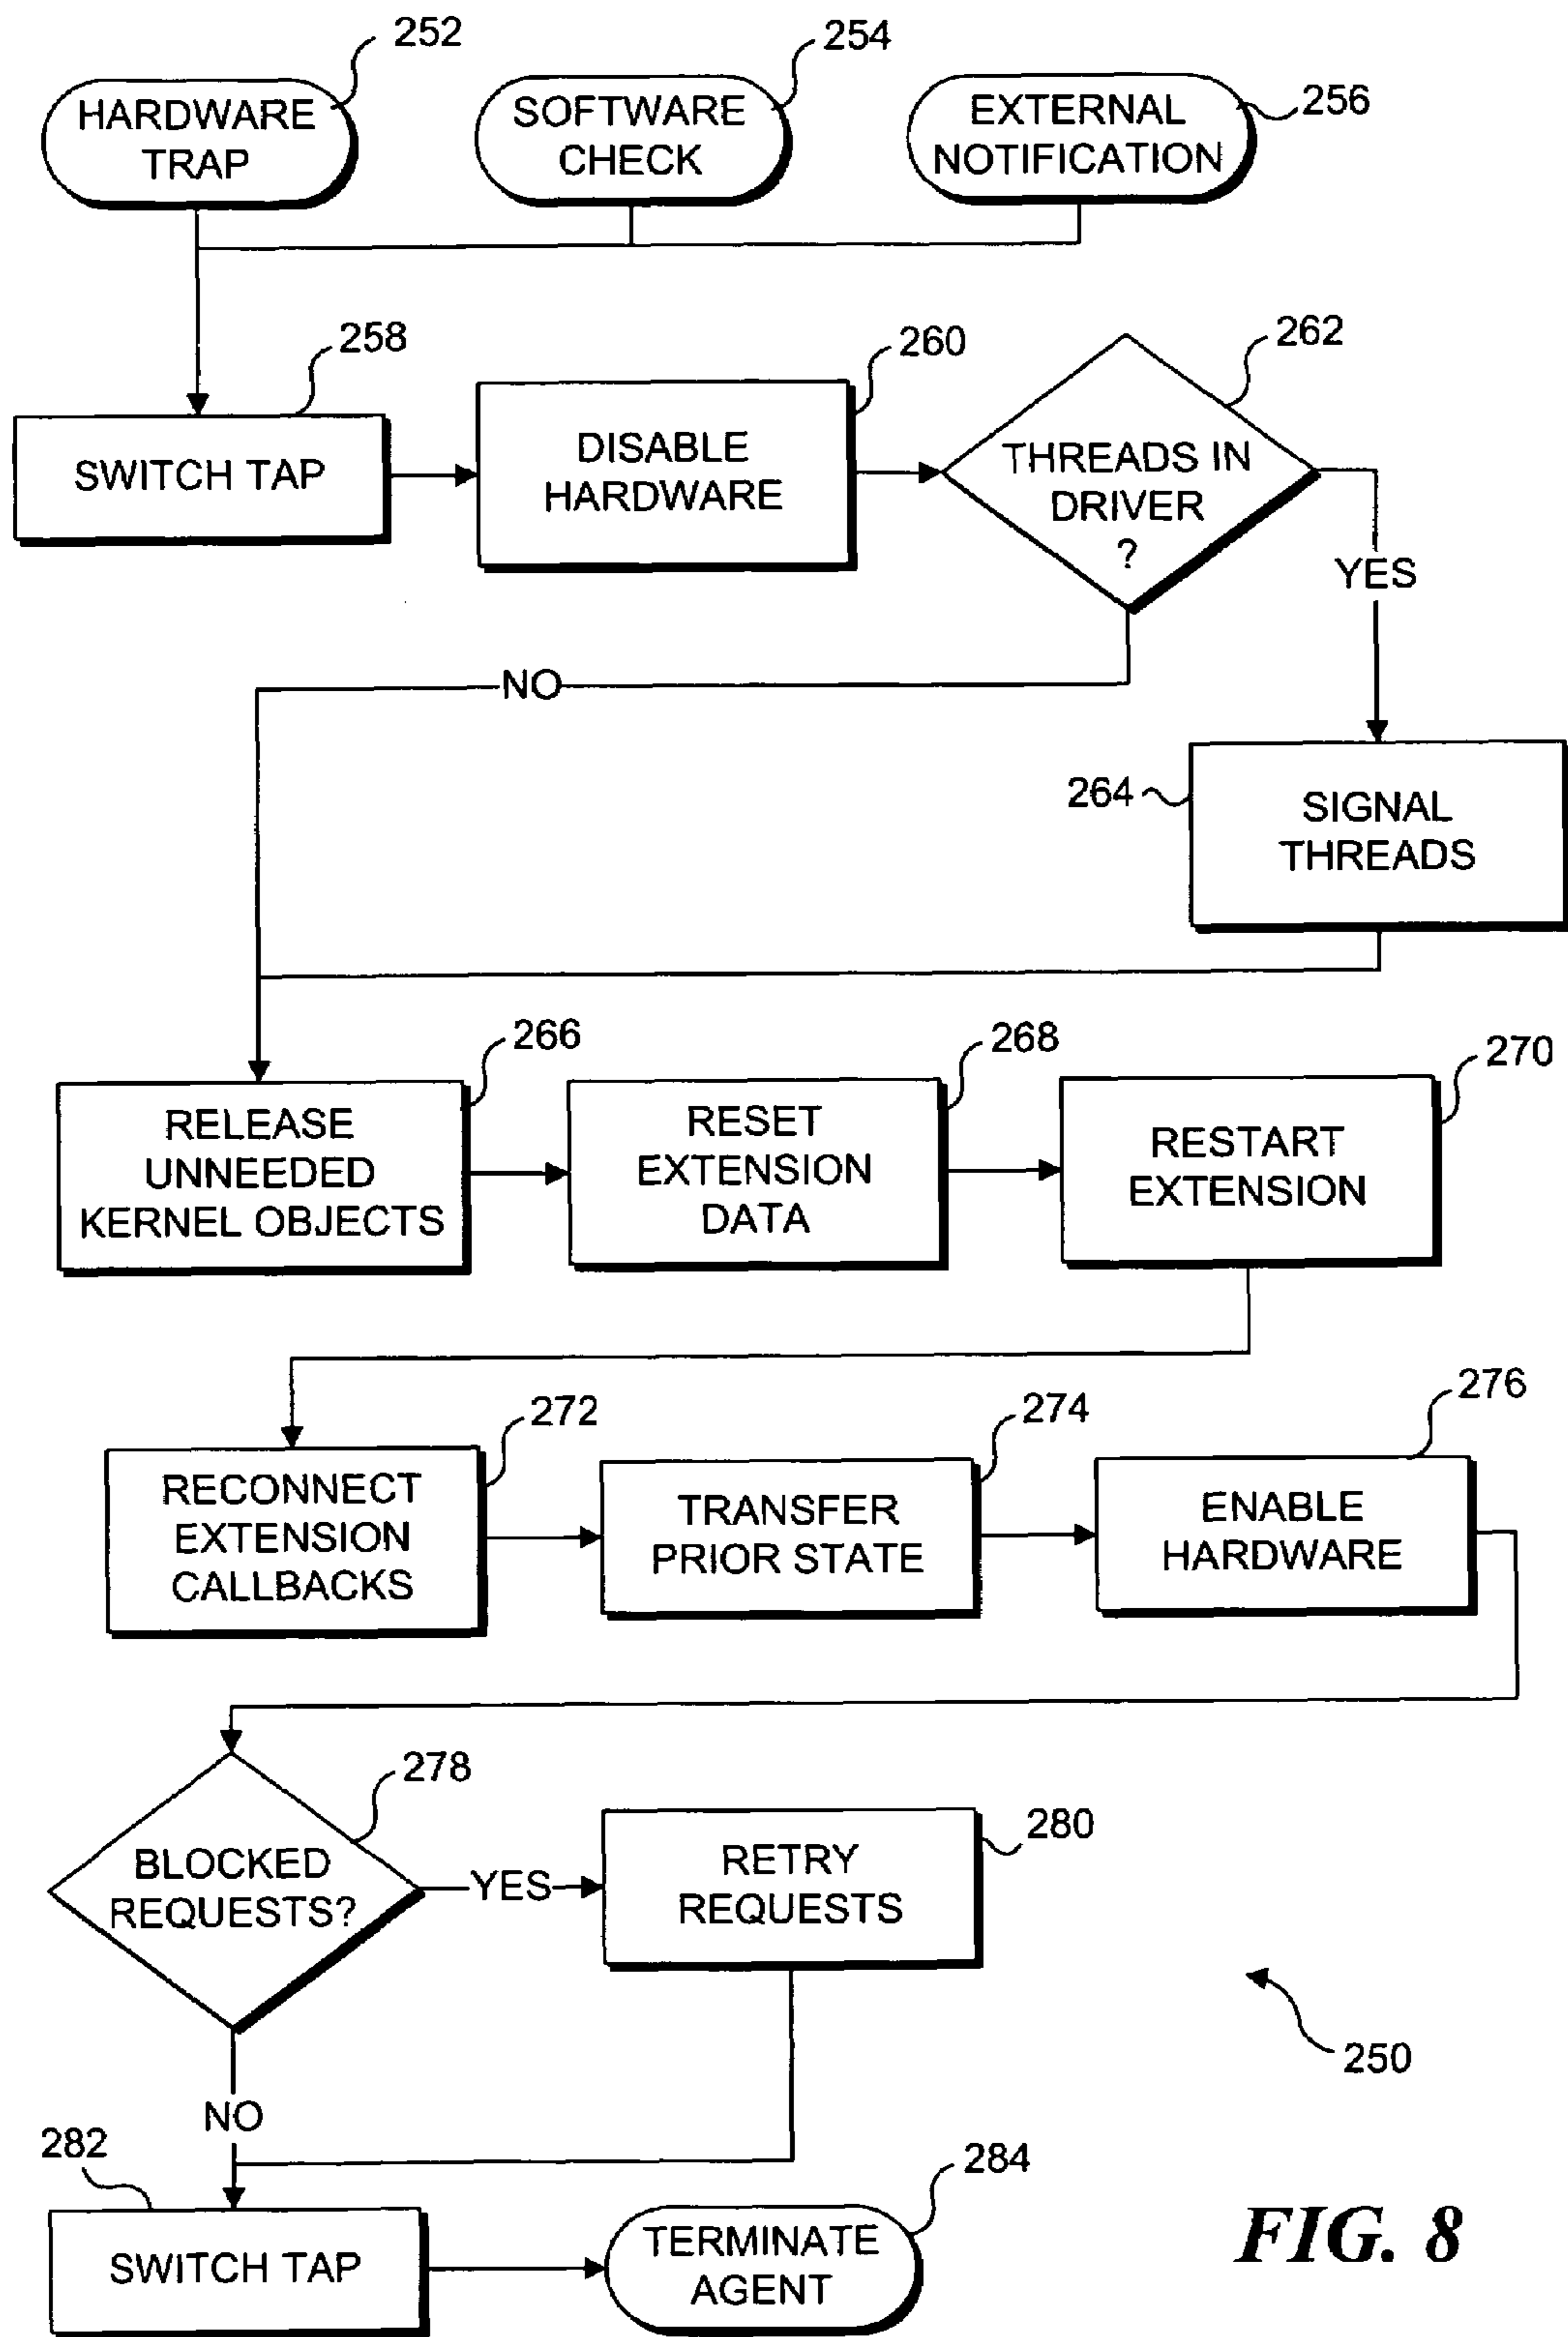 252
HARDWARE
TRAP
254
SOFTWARE
CHECK
256
EXTERNAL
NOTIFICATION
258
SWITCH TAP
260
DISABLE
HARDWARE
262
THREADS IN
DRIVER
?
YES
NO
264
SIGNAL
THREADS
266
RELEASE
UNNEEDED
KERNEL OBJECTS
268
RESET
EXTENSION
DATA
270
RESTART
EXTENSION
272
RECONNECT
EXTENSION
CALLBACKS
274
TRANSFER
PRIOR STATE
276
ENABLE
HARDWARE
278
BLOCKED
REQUESTS?
YES
280
RETRY
REQUESTS
250
NO
282
SWITCH TAP
284
TERMINATE
AGENT
FIG. 8